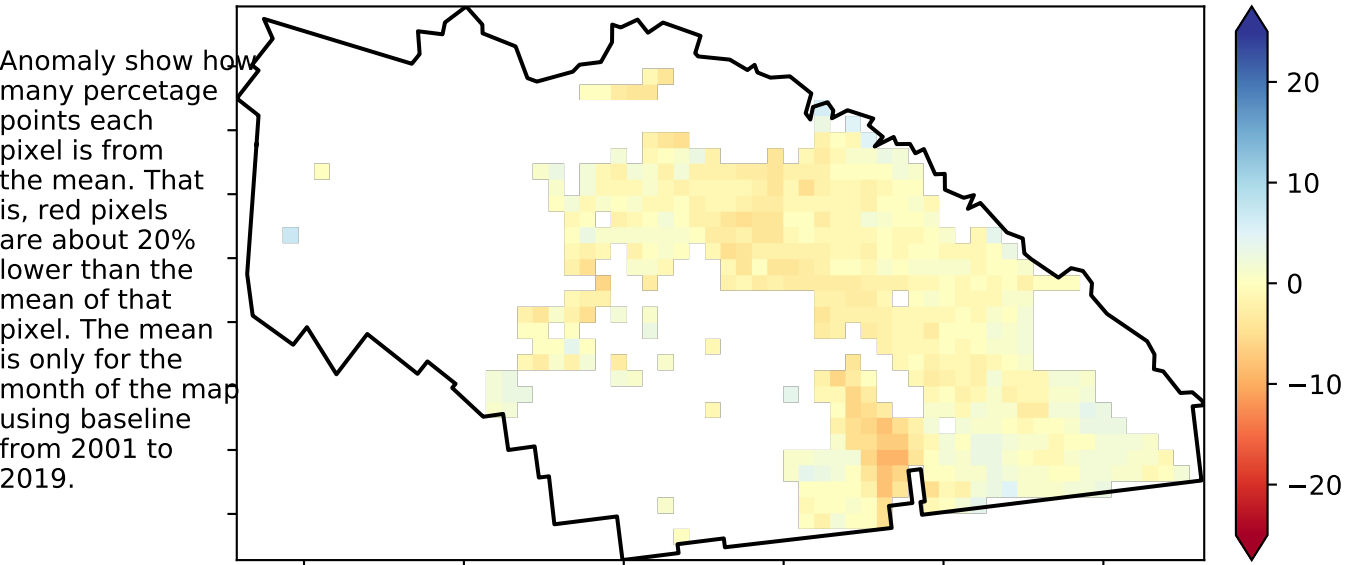 Anomaly show how
many percetage
points each
pixel is from
the mean. That
is, red pixels
are about 20%
lower than the
mean of that
pixel. The mean
is only for the
month of the map
using baseline
from 2001 to
2019.
20
10
0
−10
−20